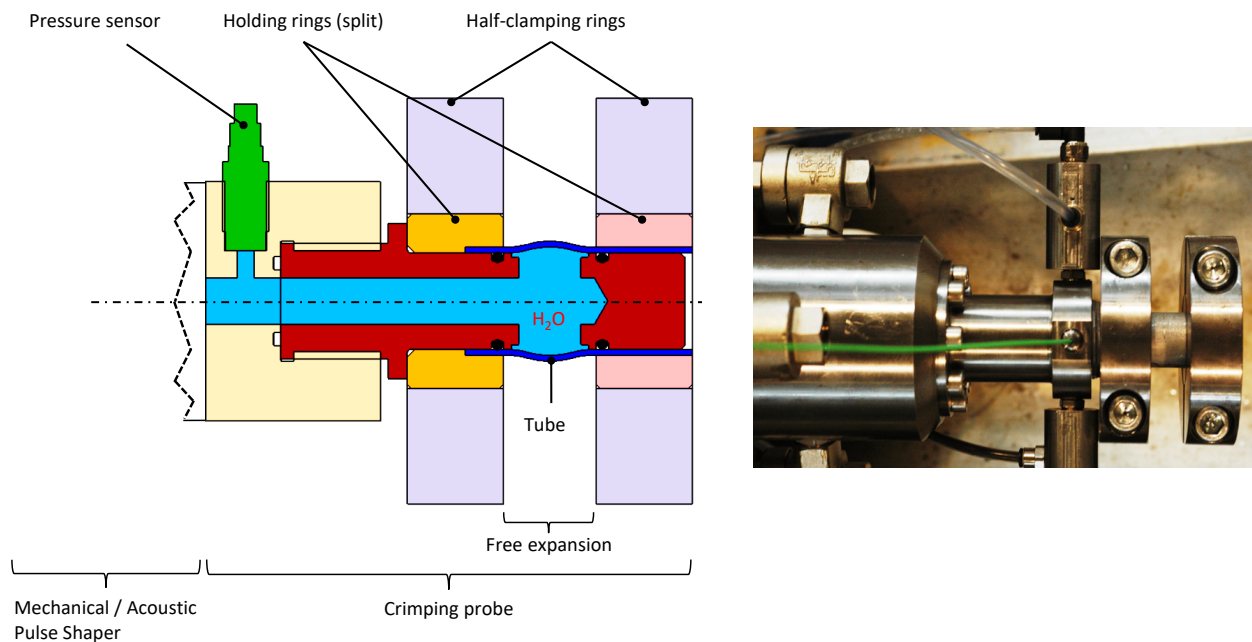 Pressure sensor
Holding rings (split)
Half-clamping rings
H₂O
Tube
Free expansion
Mechanical / Acoustic
Pulse Shaper
Crimping probe